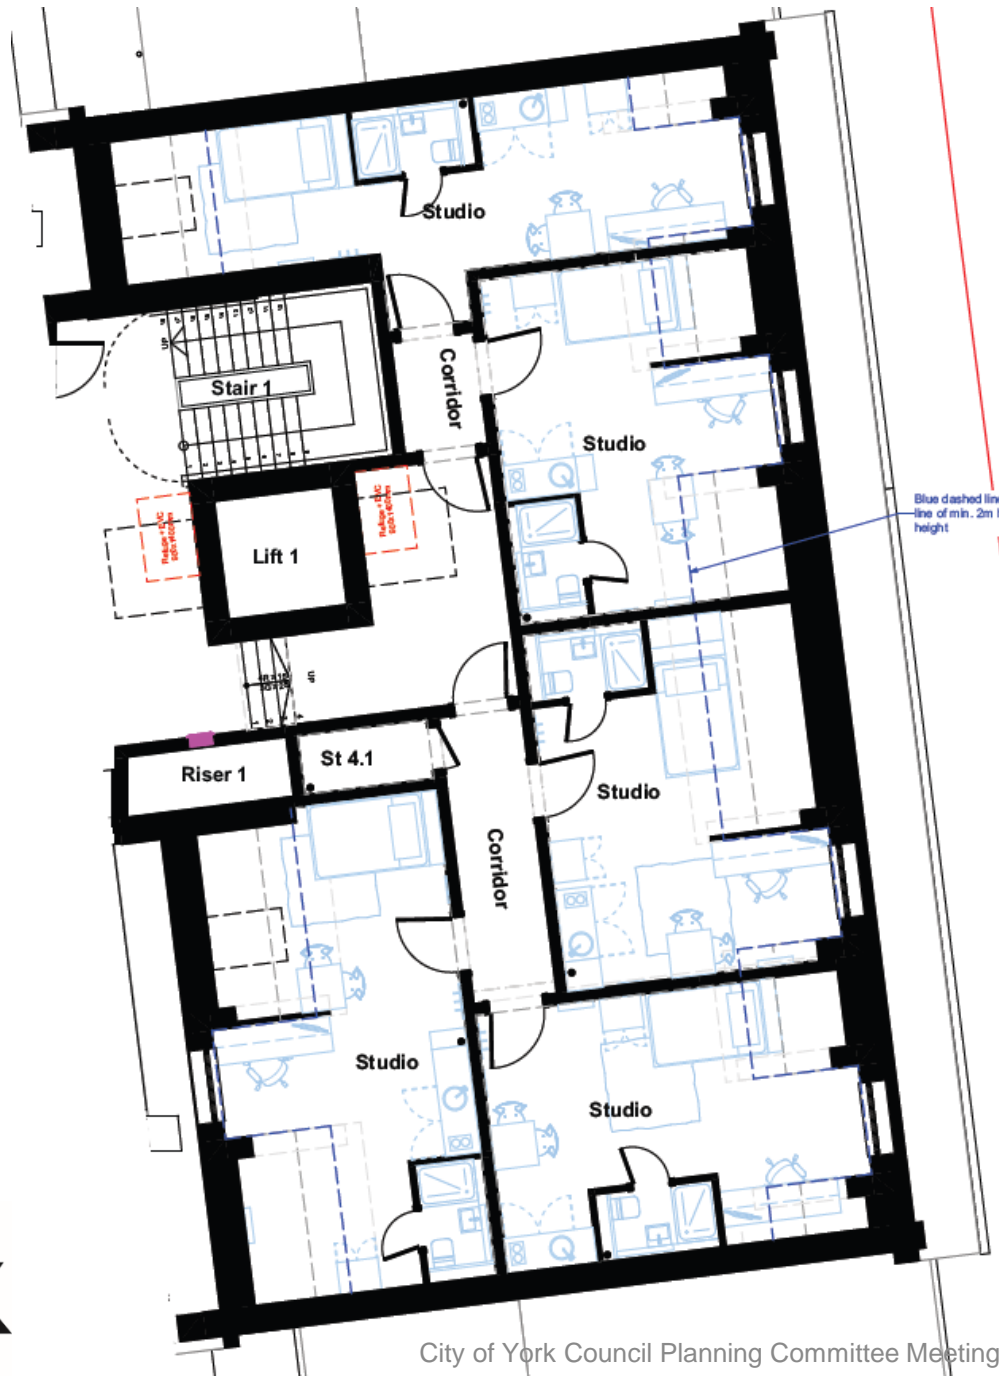 Studio
Corridor
Stair 1
UP
Studio
Lift 1
Blue dashed line
line of min. 2m
height
UP
St 4.1
Riser 1
Studio
Corridor
Studio
Studio
City of York Council Planning Committee Meeting